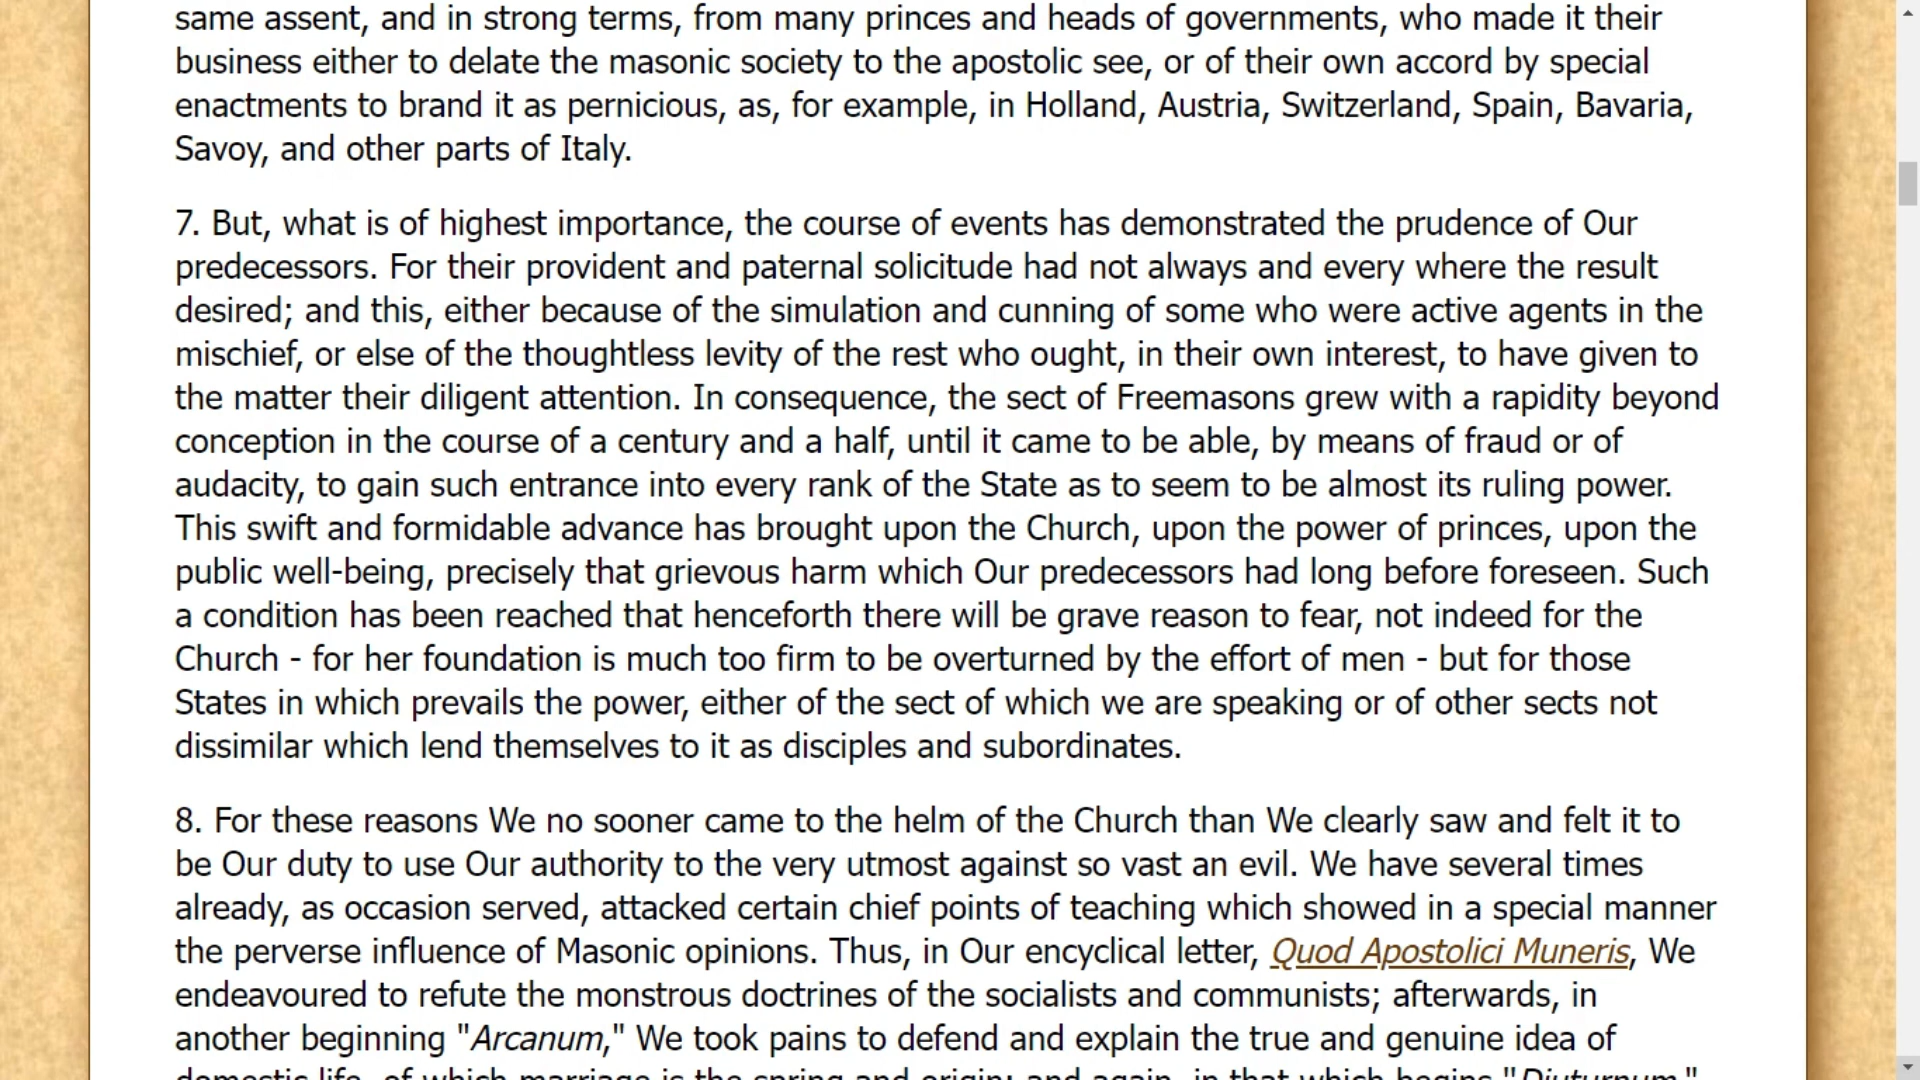 same assent, and in strong terms, from many princes and heads of governments, who made it their
business either to delate the masonic society to the apostolic see, or of their own accord by special
enactments to brand it as pernicious, as, for example, in Holland, Austria, Switzerland, Spain, Bavaria,
Savoy, and other parts of Italy.
7. But, what is of highest importance, the course of events has demonstrated the prudence of Our
predecessors. For their provident and paternal solicitude had not always and every where the result
desired; and this, either because of the simulation and cunning of some who were active agents in the
mischief, or else of the thoughtless levity of the rest who ought, in their own interest, to have given to
the matter their diligent attention. In consequence, the sect of Freemasons grew with a rapidity beyond
conception in the course of a century and a half, until it came to be able, by means of fraud or of
audacity, to gain such entrance into every rank of the State as to seem to be almost its ruling power.
This swift and formidable advance has brought upon the Church, upon the power of princes, upon the
public well-being, precisely that grievous harm which Our predecessors had long before foreseen. Such
a condition has been reached that henceforth there will be grave reason to fear, not indeed for the
Church - for her foundation is much too firm to be overturned by the effort of men - but for those
States in which prevails the power, either of the sect of which we are speaking or of other sects not
dissimilar which lend themselves to it as disciples and subordinates.
8. For these reasons We no sooner came to the helm of the Church than We clearly saw and felt it to
be Our duty to use Our authority to the very utmost against so vast an evil. We have several times
already, as occasion served, attacked certain chief points of teaching which showed in a special manner
the perverse influence of Masonic opinions. Thus, in Our encyclical letter, Quod Apostolici Muneris, We
endeavoured to refute the monstrous doctrines of the socialists and communists; afterwards, in
another beginning "Arcanum," We took pains to defend and explain the true and genuine idea of
domestic life, of which marriage is the spring and origin; and again, in that which begins "Diuturnum,"